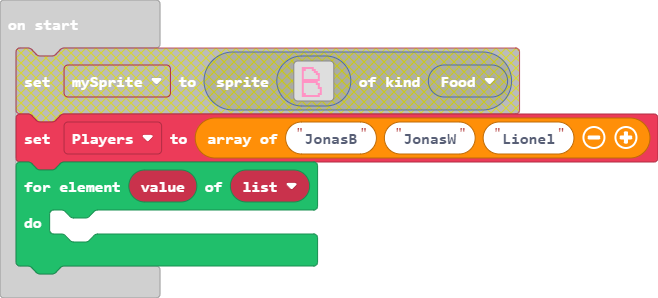 on start
set mySprite to sprite B of kind Food
set Players to array of "JonasB" "JonasW" "Lionel"
for element value of list
do